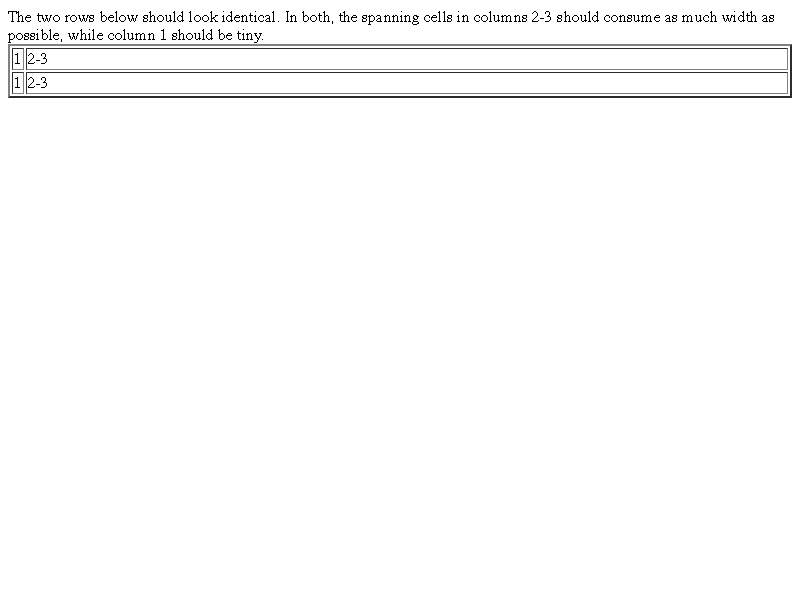 The two rows below should look identical. In both, the spanning cells in columns 2-3 should consume as much width as
possible, while column 1 should be tiny.
1 2-3
1 2-3